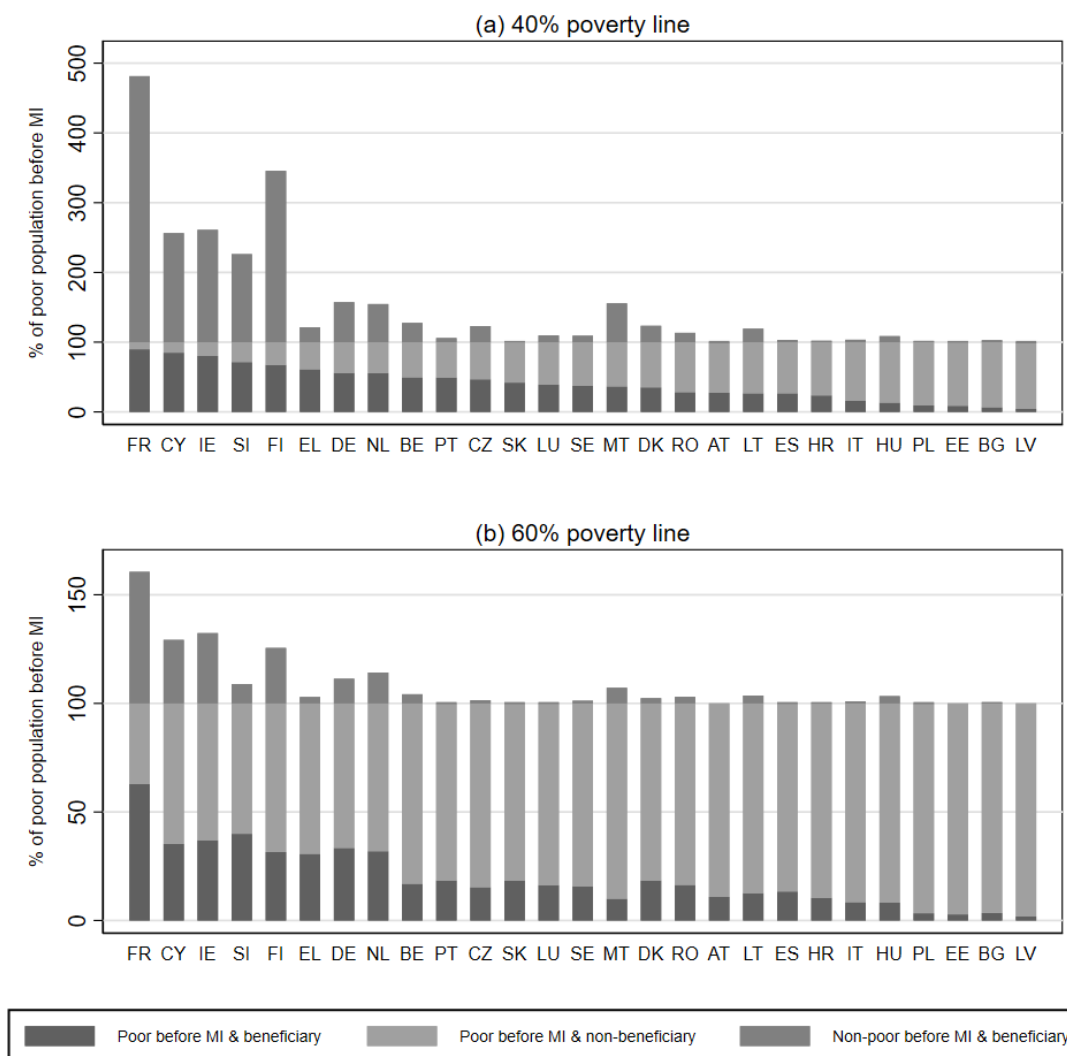 (a) 40% poverty line
% of poor population before MI
500
400
300
200
100
0
FR CY IE SI FI EL DE NL BE PT CZ SK LU SE MT DK RO AT LT ES HR IT HU PL EE BG LV
(b) 60% poverty line
% of poor population before MI
150
100
50
0
FR CY IE SI FI EL DE NL BE PT CZ SK LU SE MT DK RO AT LT ES HR IT HU PL EE BG LV
Poor before MI & beneficiary Poor before MI & non-beneficiary Non-poor before MI & beneficiary